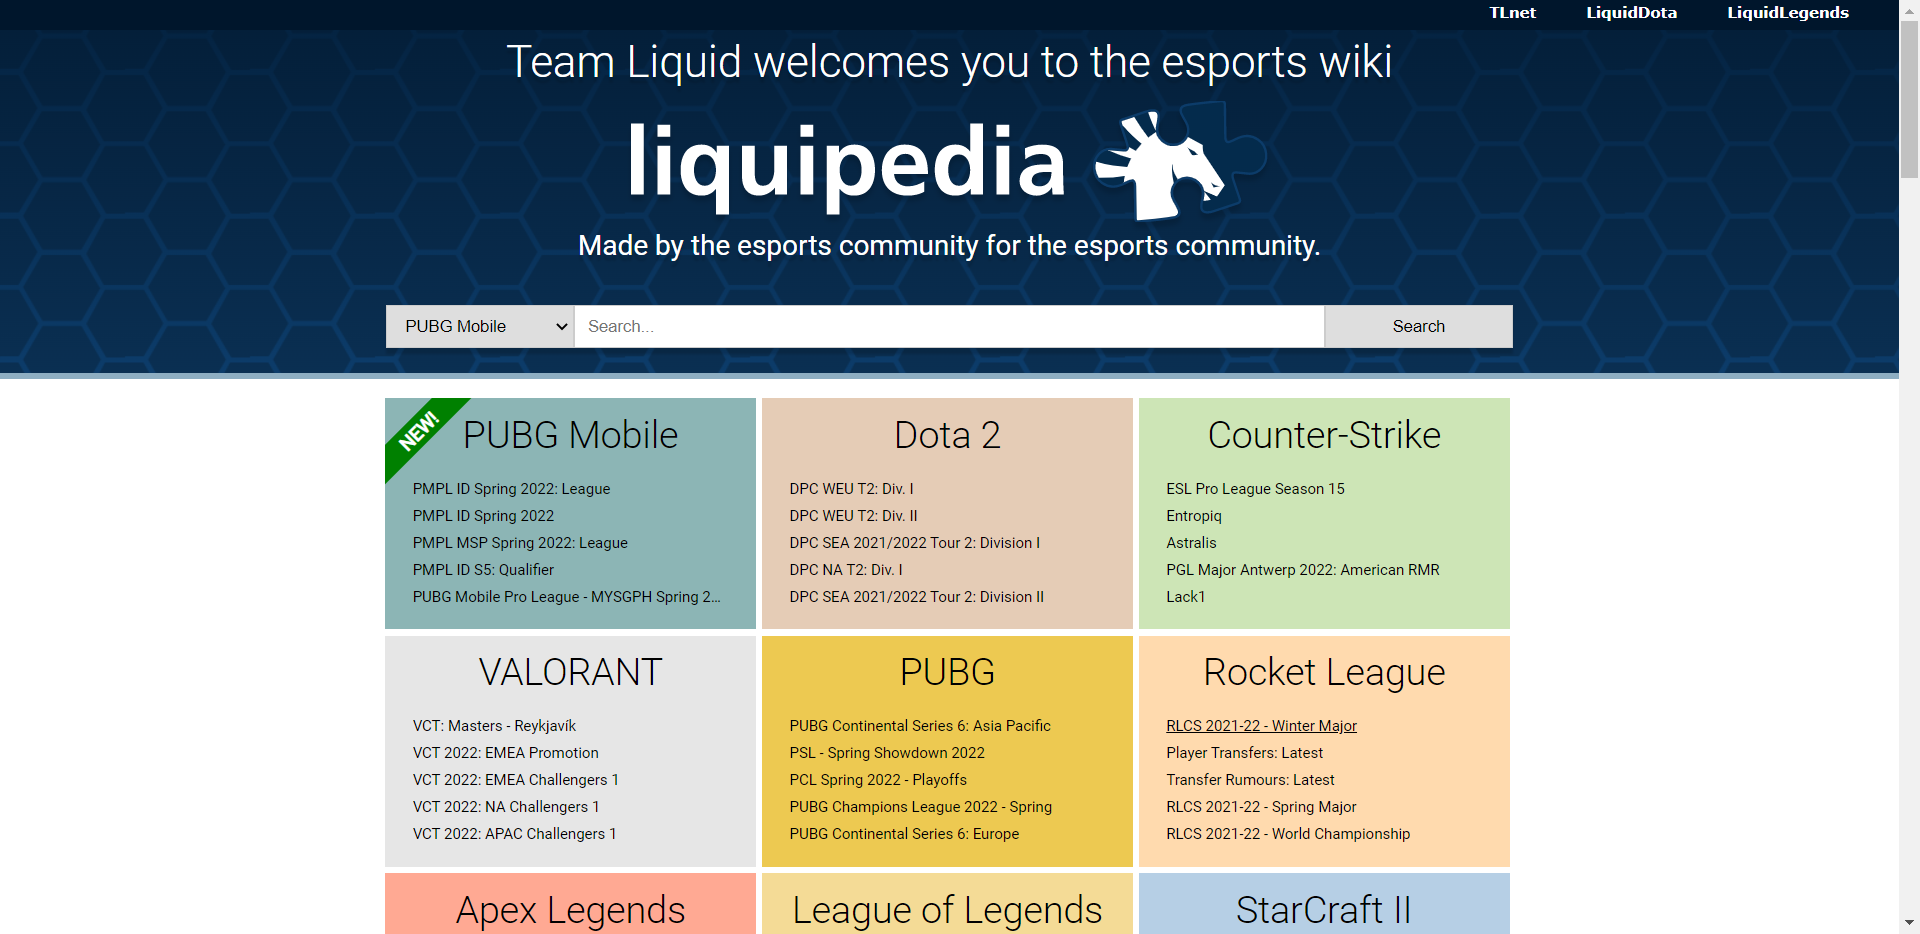 TLnet LiquidDota LiquidLegends
Team Liquid welcomes you to the esports wiki
liquipedia
Made by the esports community for the esports community.
PUBG Mobile Search... Search
NEW!
PUBG Mobile
PMPL ID Spring 2022: League
PMPL ID Spring 2022
PMPL MSP Spring 2022: League
PMPL ID S5: Qualifier
PUBG Mobile Pro League - MYSGPH Spring 2...
Dota 2
DPC WEU T2: Div. I
DPC WEU T2: Div. II
DPC SEA 2021/2022 Tour 2: Division I
DPC NA T2: Div. I
DPC SEA 2021/2022 Tour 2: Division II
Counter-Strike
ESL Pro League Season 15
Entropiq
Astralis
PGL Major Antwerp 2022: American RMR
Lack1
VALORANT
VCT: Masters - Reykjavík
VCT 2022: EMEA Promotion
VCT 2022: EMEA Challengers 1
VCT 2022: NA Challengers 1
VCT 2022: APAC Challengers 1
PUBG
PUBG Continental Series 6: Asia Pacific
PSL - Spring Showdown 2022
PCL Spring 2022 - Playoffs
PUBG Champions League 2022 - Spring
PUBG Continental Series 6: Europe
Rocket League
RLCS 2021-22 - Winter Major
Player Transfers: Latest
Transfer Rumours: Latest
RLCS 2021-22 - Spring Major
RLCS 2021-22 - World Championship
Apex Legends
League of Legends
StarCraft II